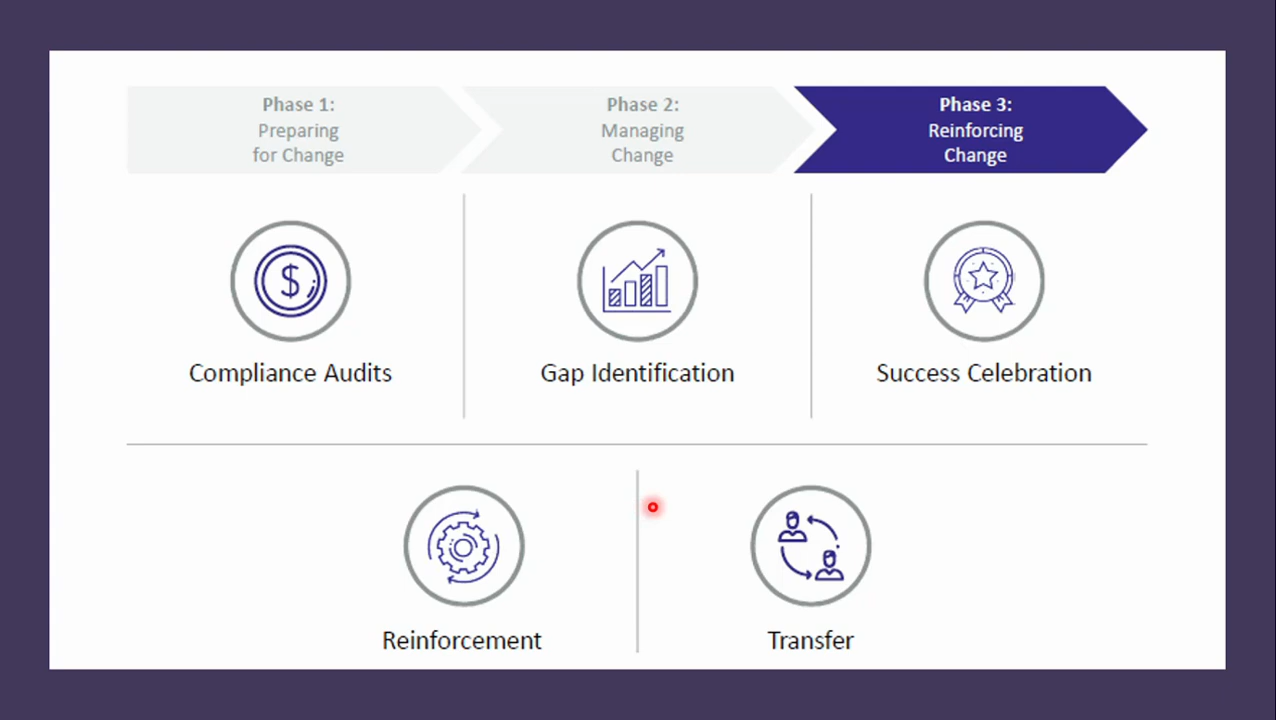 Phase 1:
Preparing
for Change
Phase 2:
Managing
Change
Phase 3:
Reinforcing
Change
$
Compliance Audits
Gap Identification
Success Celebration
Reinforcement
Transfer